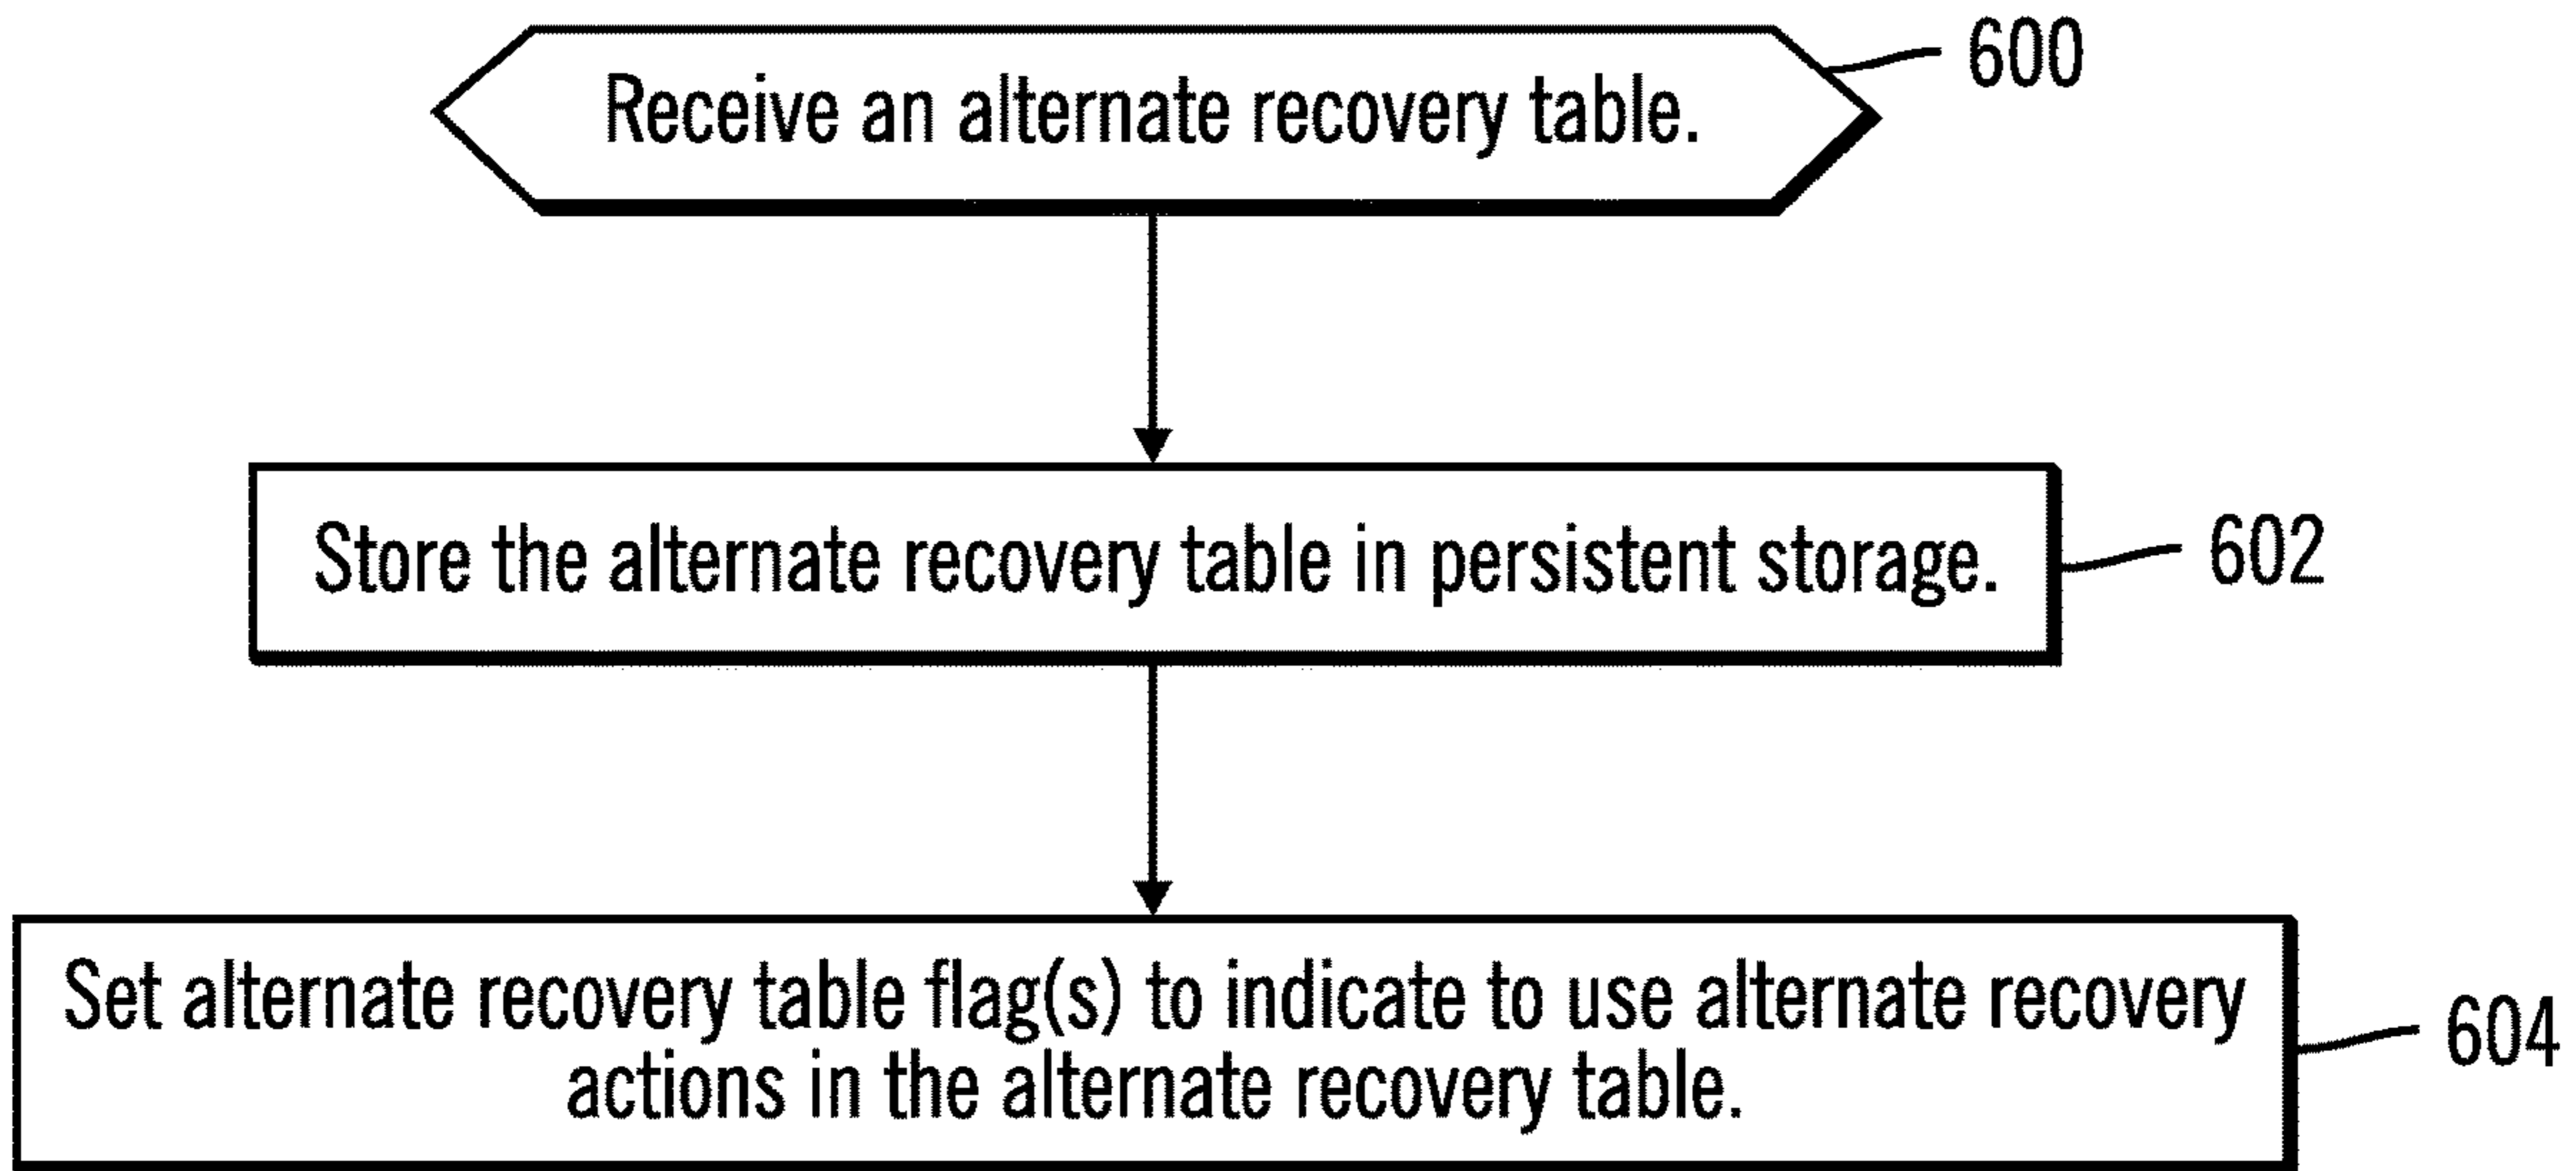 Receive an alternate recovery table.
600
Store the alternate recovery table in persistent storage.
602
Set alternate recovery table flag(s) to indicate to use alternate recovery
actions in the alternate recovery table.
604